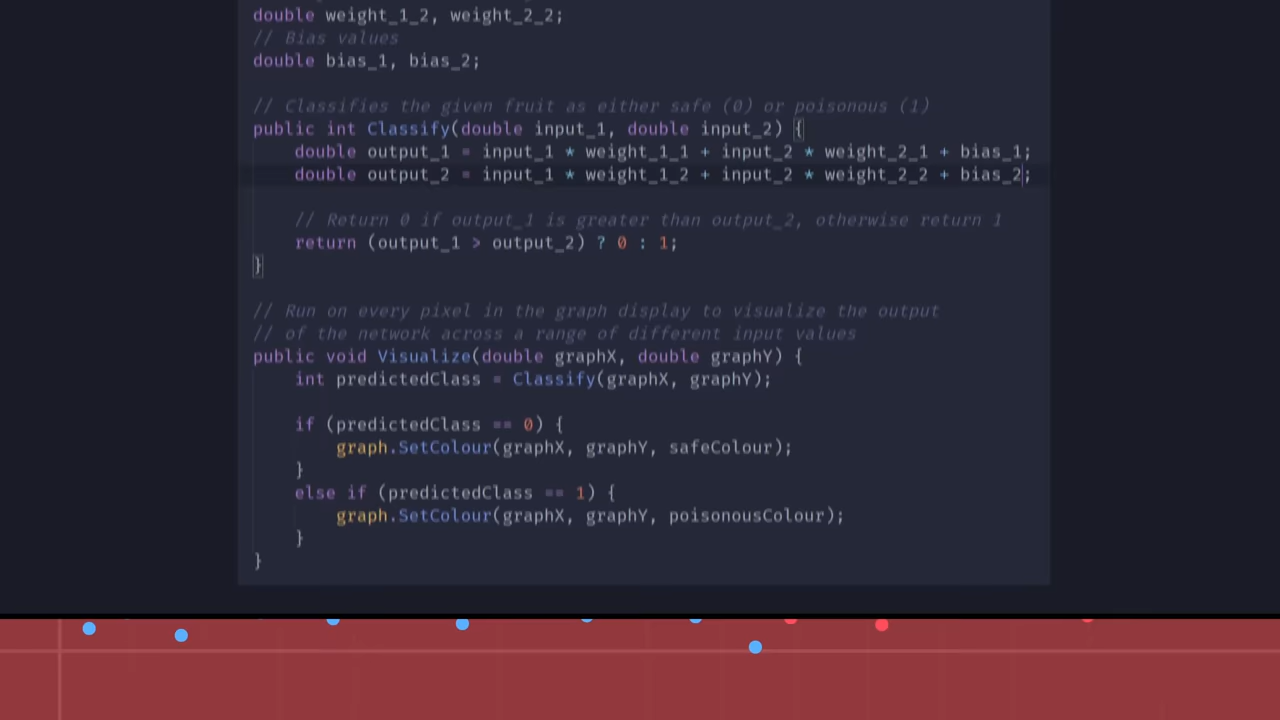 double weight_1_2, weight_2_2;
// Bias values
double bias_1, bias_2;
// Classifies the given fruit as either safe (0) or poisonous (1)
public int Classify(double input_1, double input_2) {
double output_1 = input_1 * weight_1_1 + input_2 * weight_2_1 + bias_1;
double output_2 = input_1 * weight_1_2 + input_2 * weight_2_2 + bias_2;
// Return 0 if output_1 is greater than output_2, otherwise return 1
return (output_1 > output_2) ? 0 : 1;
}
// Run on every pixel in the graph display to visualize the output
// of the network across a range of different input values
public void Visualize(double graphX, double graphY) {
int predictedClass = Classify(graphX, graphY);
if (predictedClass == 0) {
graph.SetColour(graphX, graphY, safeColour);
}
else if (predictedClass == 1) {
graph.SetColour(graphX, graphY, poisonousColour);
}
}